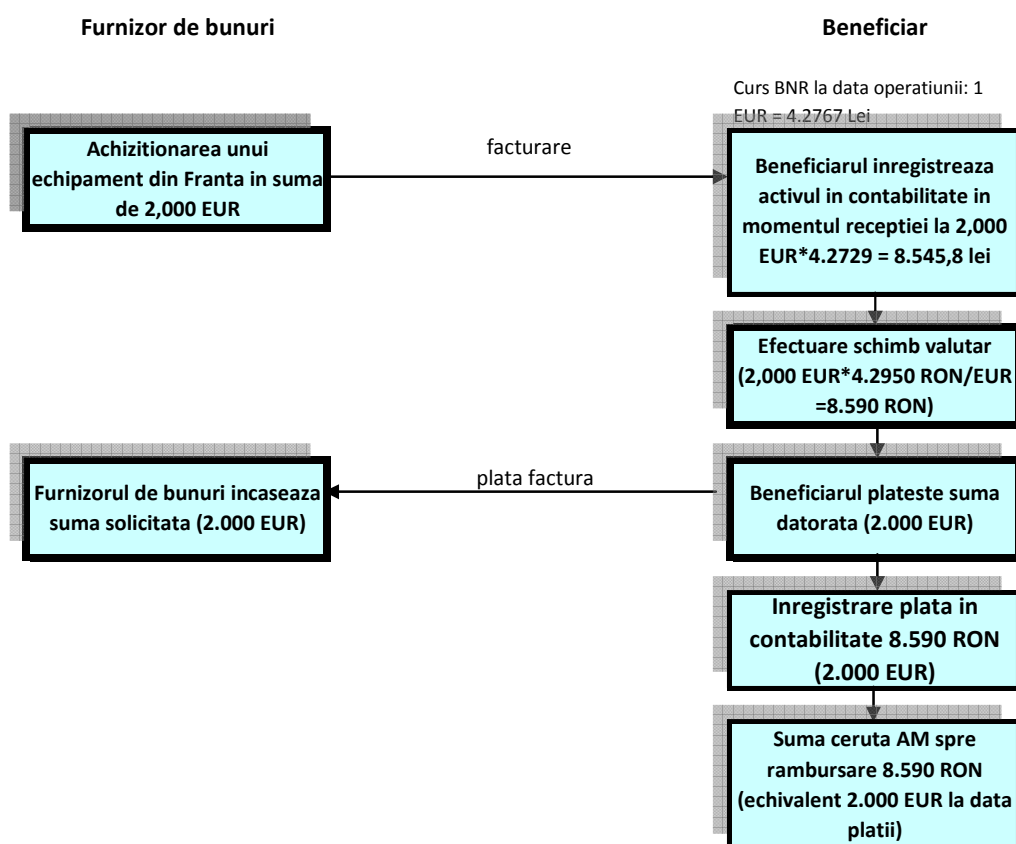 Furnizor de bunuri
Beneficiar
Curs BNR la data operatiunii: 1
EUR = 4.2767 Lei
Achizitionarea unui
echipament din Franta in suma
de 2,000 EUR
facturare
Beneficiarul inregistreaza
activul in contabilitate in
momentul receptiei la 2,000
EUR*4.2729 = 8.545,8 lei
Efectuare schimb valutar
(2,000 EUR*4.2950 RON/EUR
=8.590 RON)
Furnizorul de bunuri incaseaza
suma solicitata (2.000 EUR)
plata factura
Beneficiarul plateste suma
datorata (2.000 EUR)
Inregistrare plata in
contabilitate 8.590 RON
(2.000 EUR)
Suma ceruta AM spre
rambursare 8.590 RON
(echivalent 2.000 EUR la data
platii)